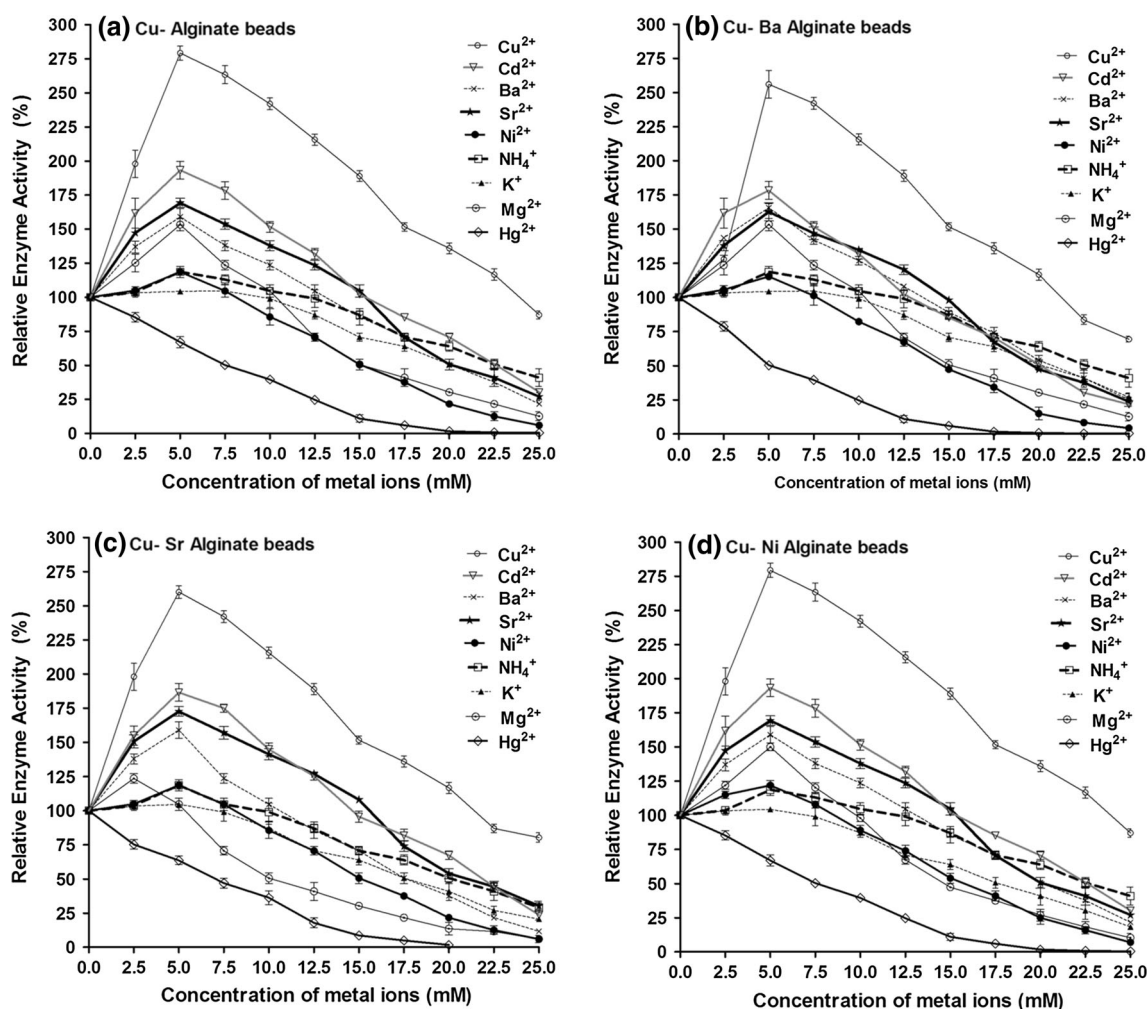 (a) Cu- Alginate beads
Relative Enzyme Activity (%)
300
275
250
225
200
175
150
125
100
75
50
25
0
0.0 2.5 5.0 7.5 10.0 12.5 15.0 17.5 20.0 22.5 25.0
Concentration of metal ions (mM)
Cu2+
Cd2+
Ba2+
Sr2+
Ni2+
NH4+
K+
Mg2+
Hg2+
(b) Cu- Ba Alginate beads
Relative Enzyme Activity (%)
300
275
250
225
200
175
150
125
100
75
50
25
0
0.0 2.5 5.0 7.5 10.0 12.5 15.0 17.5 20.0 22.5 25.0
Concentration of metal ions (mM)
Cu2+
Cd2+
Ba2+
Sr2+
Ni2+
NH4+
K+
Mg2+
Hg2+
(c) Cu- Sr Alginate beads
Relative Enzyme Activity (%)
300
275
250
225
200
175
150
125
100
75
50
25
0
0.0 2.5 5.0 7.5 10.0 12.5 15.0 17.5 20.0 22.5 25.0
Concentration of metal ions (mM)
Cu2+
Cd2+
Ba2+
Sr2+
Ni2+
NH4+
K+
Mg2+
Hg2+
(d) Cu- Ni Alginate beads
Relative Enzyme Activity (%)
300
275
250
225
200
175
150
125
100
75
50
25
0
0.0 2.5 5.0 7.5 10.0 12.5 15.0 17.5 20.0 22.5 25.0
Concentration of metal ions (mM)
Cu2+
Cd2+
Ba2+
Sr2+
Ni2+
NH4+
K+
Mg2+
Hg2+